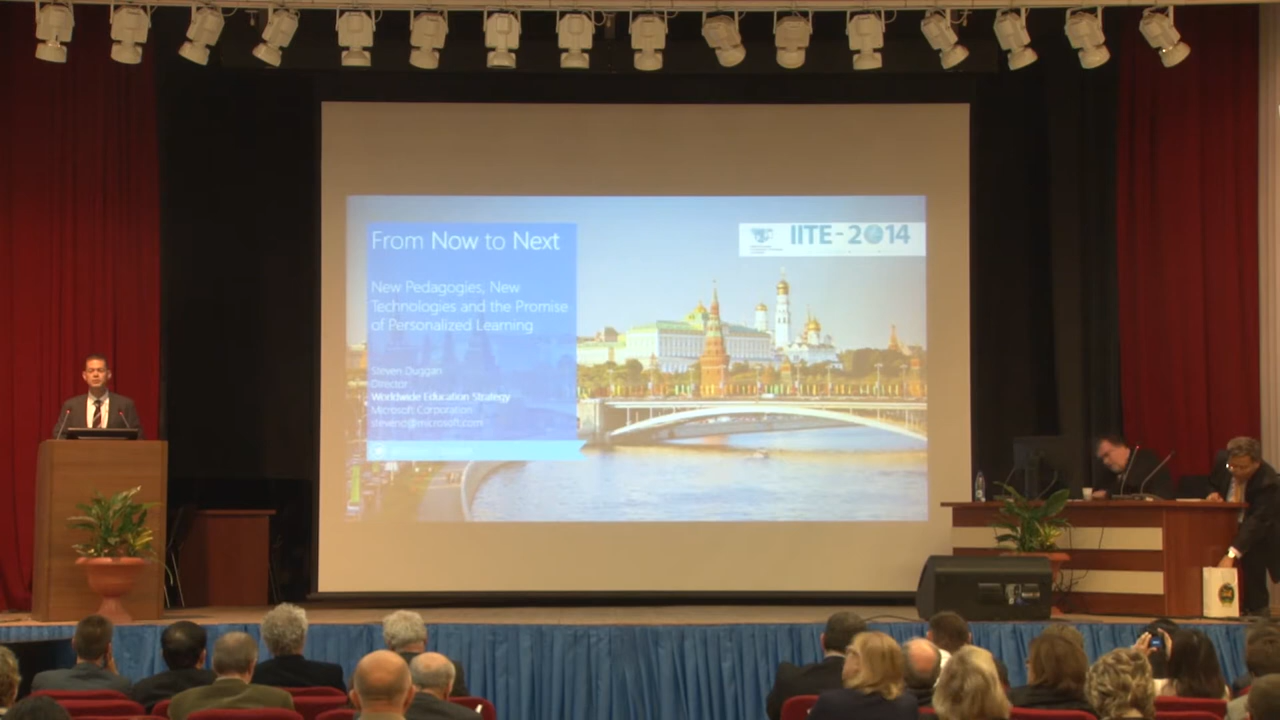 From Now to Next
IITE-2014
New Pedagogies, New
Technologies and the Promise
of Personalized Learning
Steven Duggan
Director
Worldwide Education Strategy
Microsoft Corporation
stevend@microsoft.com